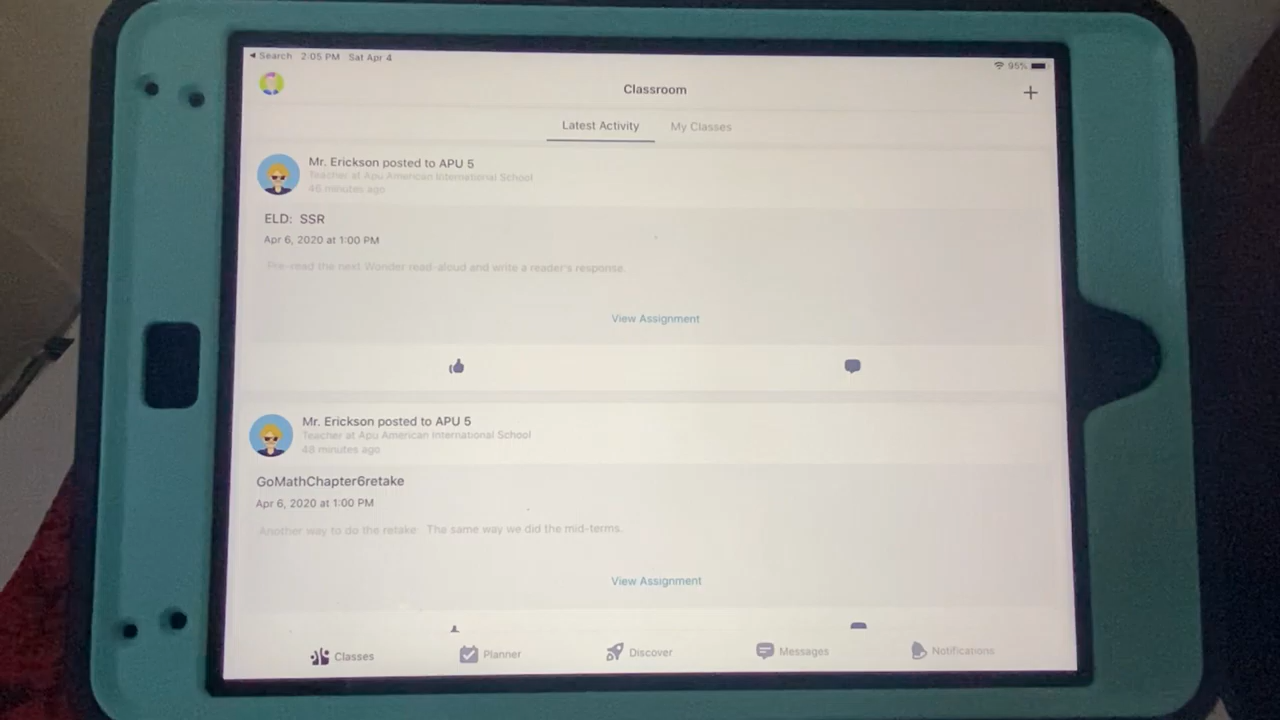 ◄ Search 2:05 PM Sat Apr 4
95%
Classroom
+
Latest Activity My Classes
Mr. Erickson posted to APU 5
Teacher at Apu American International School
46 minutes ago
ELD: SSR
Apr 6, 2020 at 1:00 PM
Pre-read the next Wonder read-aloud and write a reader's response.
View Assignment
Mr. Erickson posted to APU 5
Teacher at Apu American International School
48 minutes ago
GoMathChapter6retake
Apr 6, 2020 at 1:00 PM
Another way to do the retake: The same way we did the mid-terms.
View Assignment
Classes Planner Discover Messages Notifications